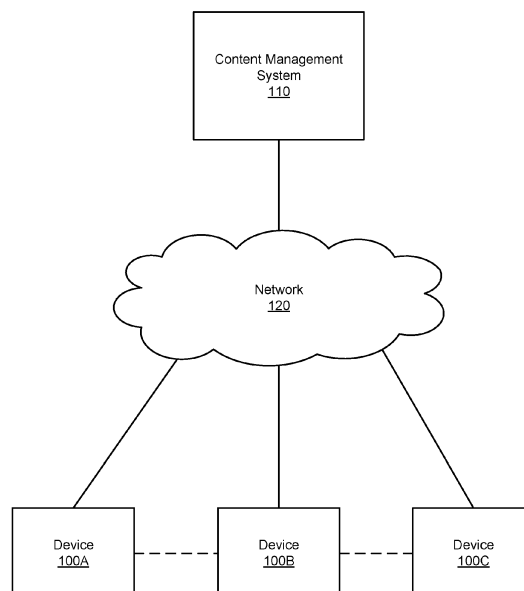 Content Management
System
110
Network
120
Device
100A
Device
100B
Device
100C